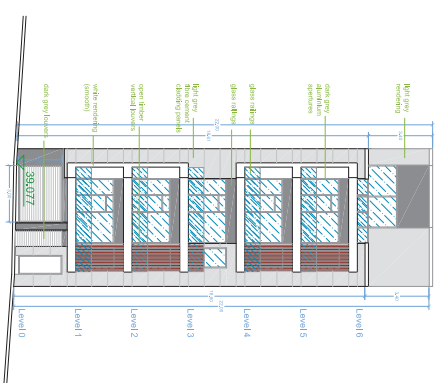 dark grey louvers
white rendering
(smooth)
open timber
vertical louvers
light grey
fibre cement
cladding panels
glass railings
glass railings
dark grey
aluminium
apertures
light grey
rendering
39.077
Level 0
Level 1
Level 2
Level 3
Level 4
Level 5
Level 6